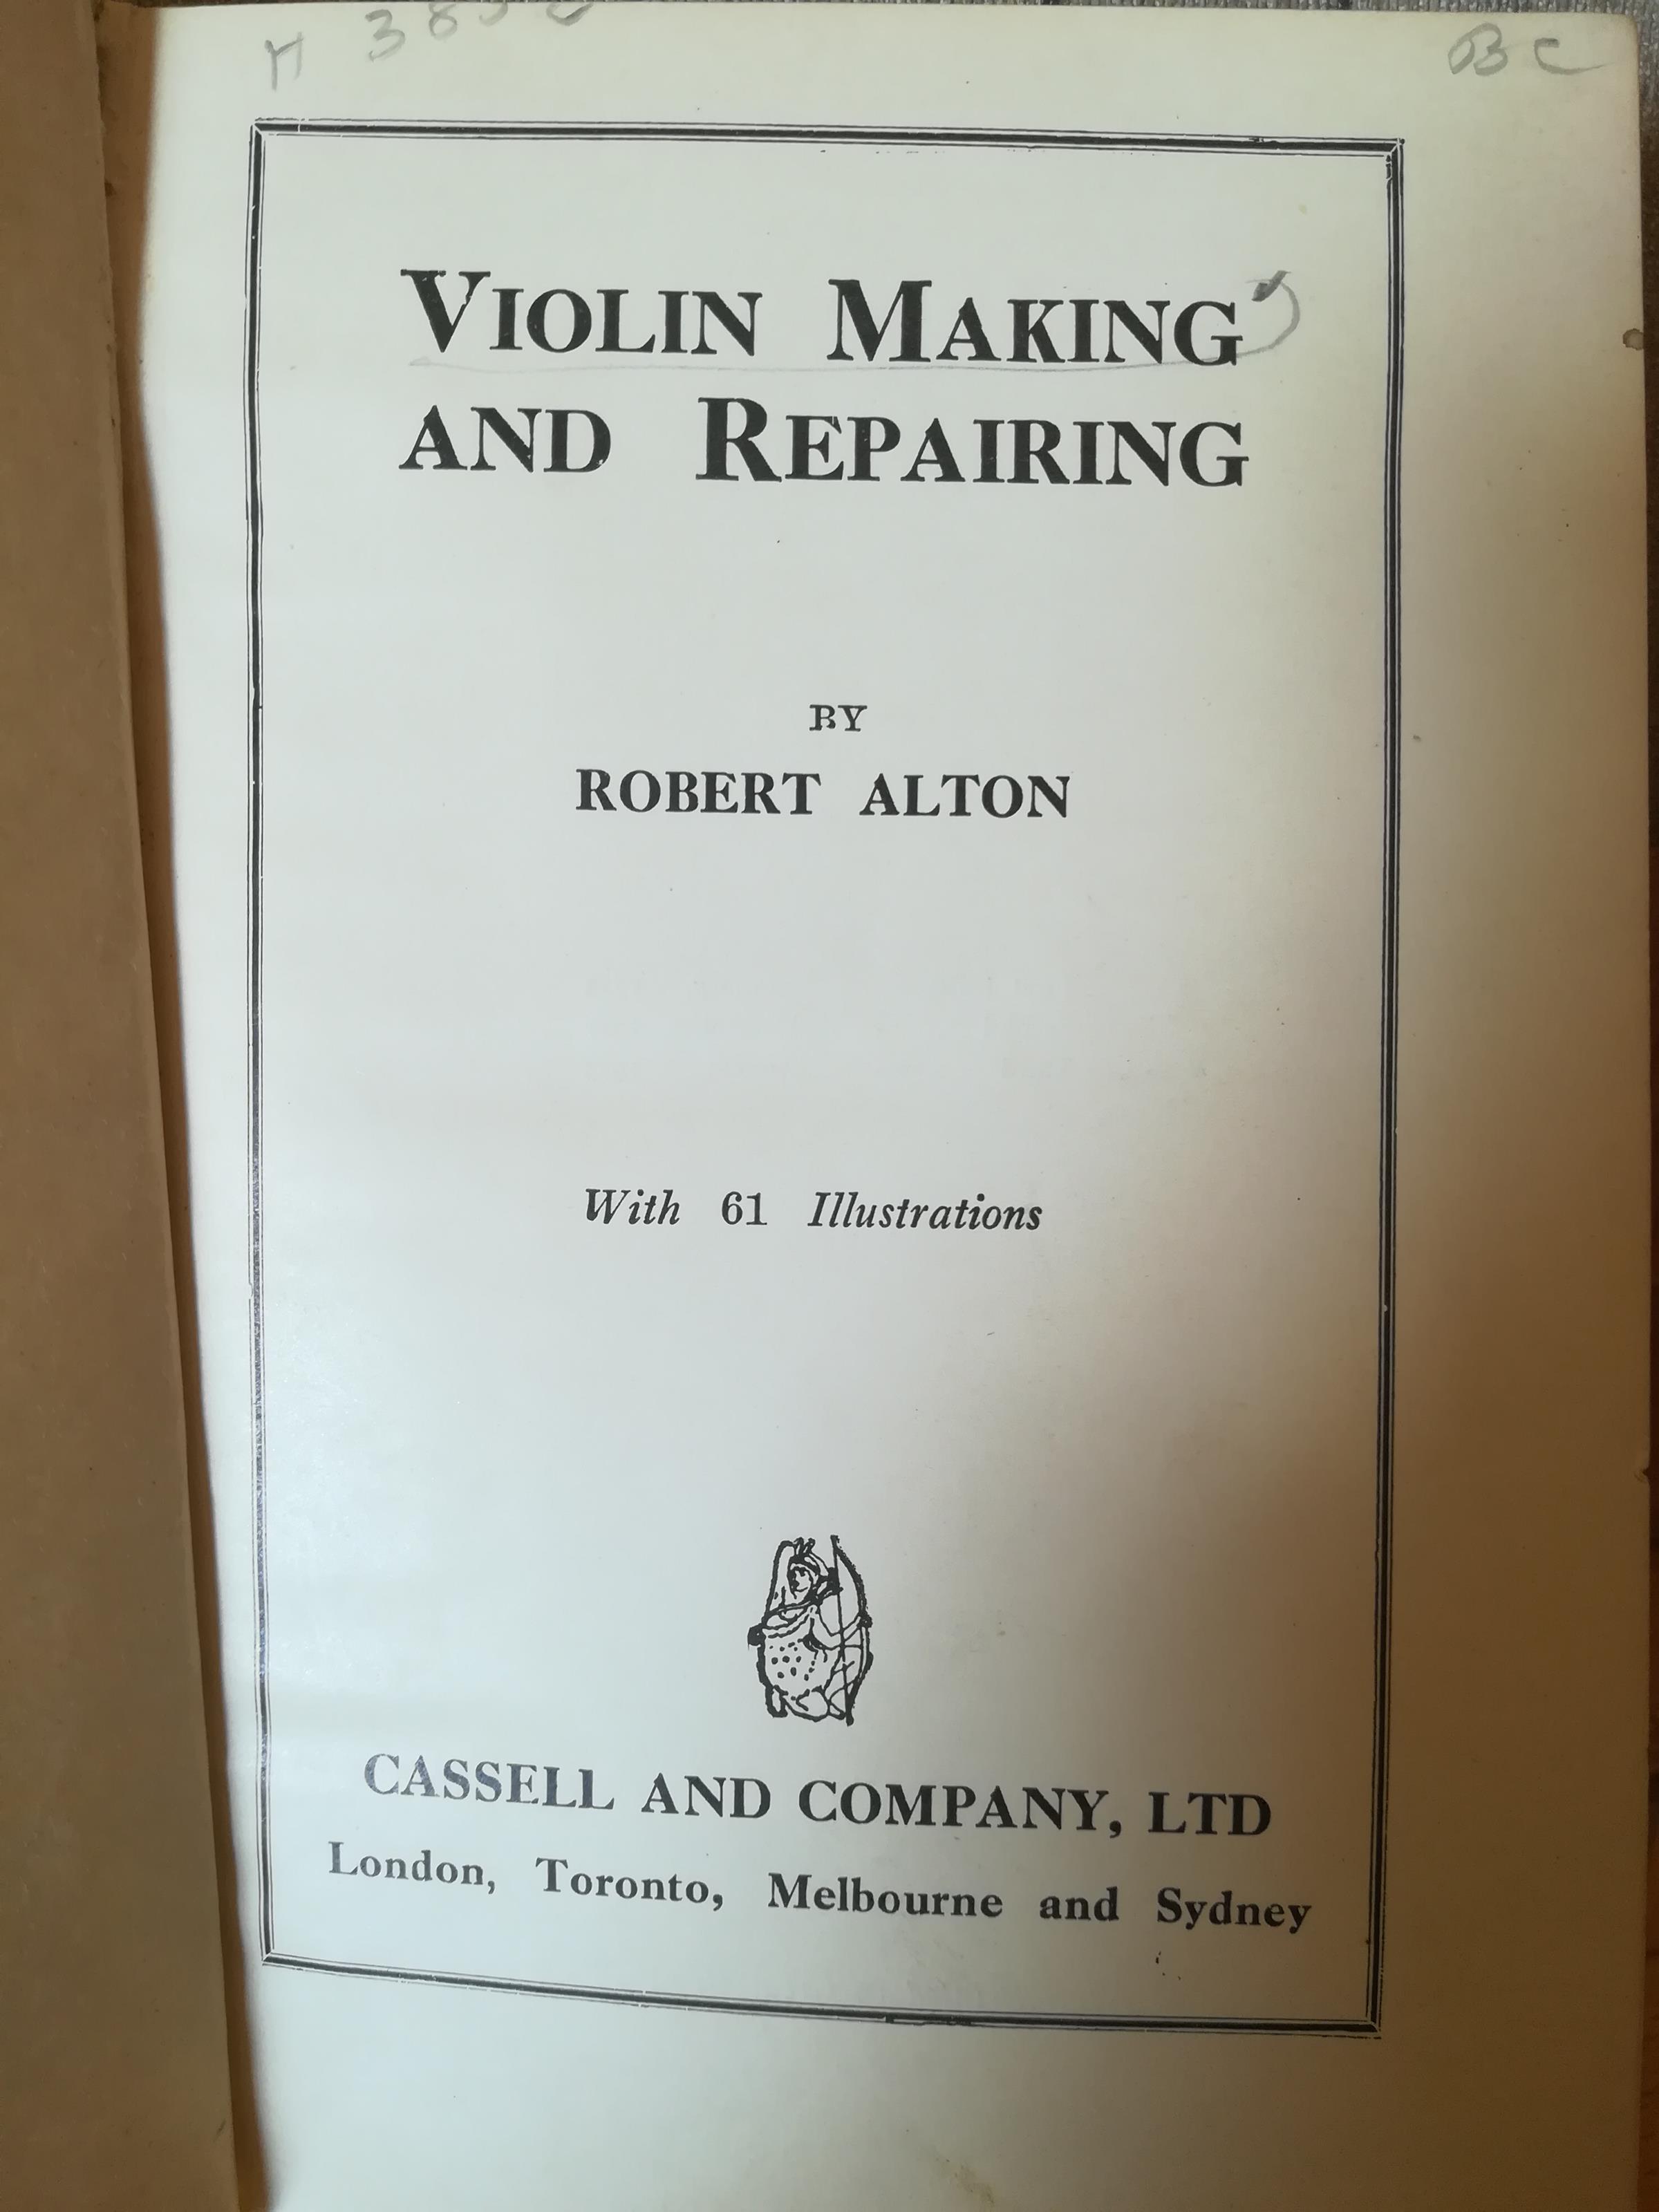 B C
VIOLIN MAKING
AND REPAIRING
BY
ROBERT ALTON
With 61 Illustrations
CASSELL AND COMPANY, LTD
London, Toronto, Melbourne and Sydney